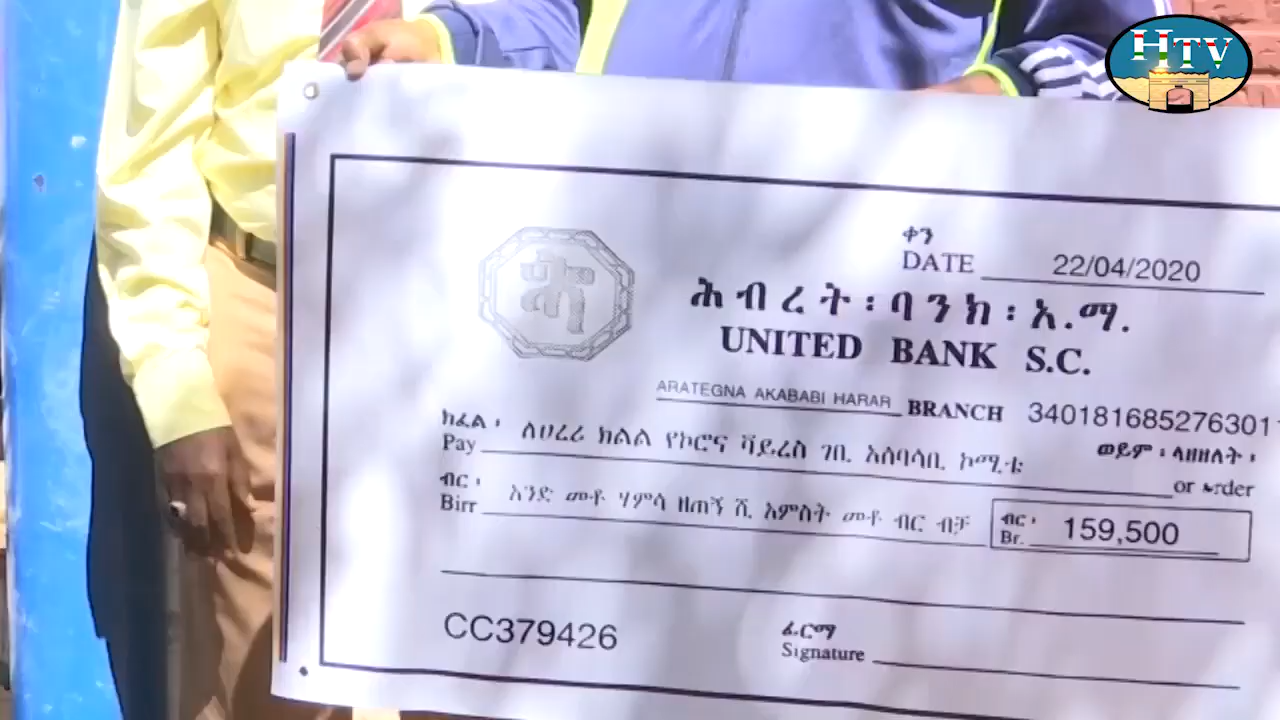 HTV
ቀን
DATE 22/04/2020
ሕብረት፡ባንክ፡አ.ማ.
UNITED BANK S.C.
ARATEGNA AKABABI HARAR BRANCH 340181685276301
ክፈል፡ ለሀረሪ ክልል የኮሮና ቫይረስ ገቢ አሰባሳቢ ኮሚቴ ወይም፡ላዘዘለት፡
Pay or order
ብር፡ አንድ መቶ ሃምሳ ዘጠኝ ሺ አምስት መቶ ብር ብቻ ብር፡
Birr Br. 159,500
CC379426
ፊርማ
Signature